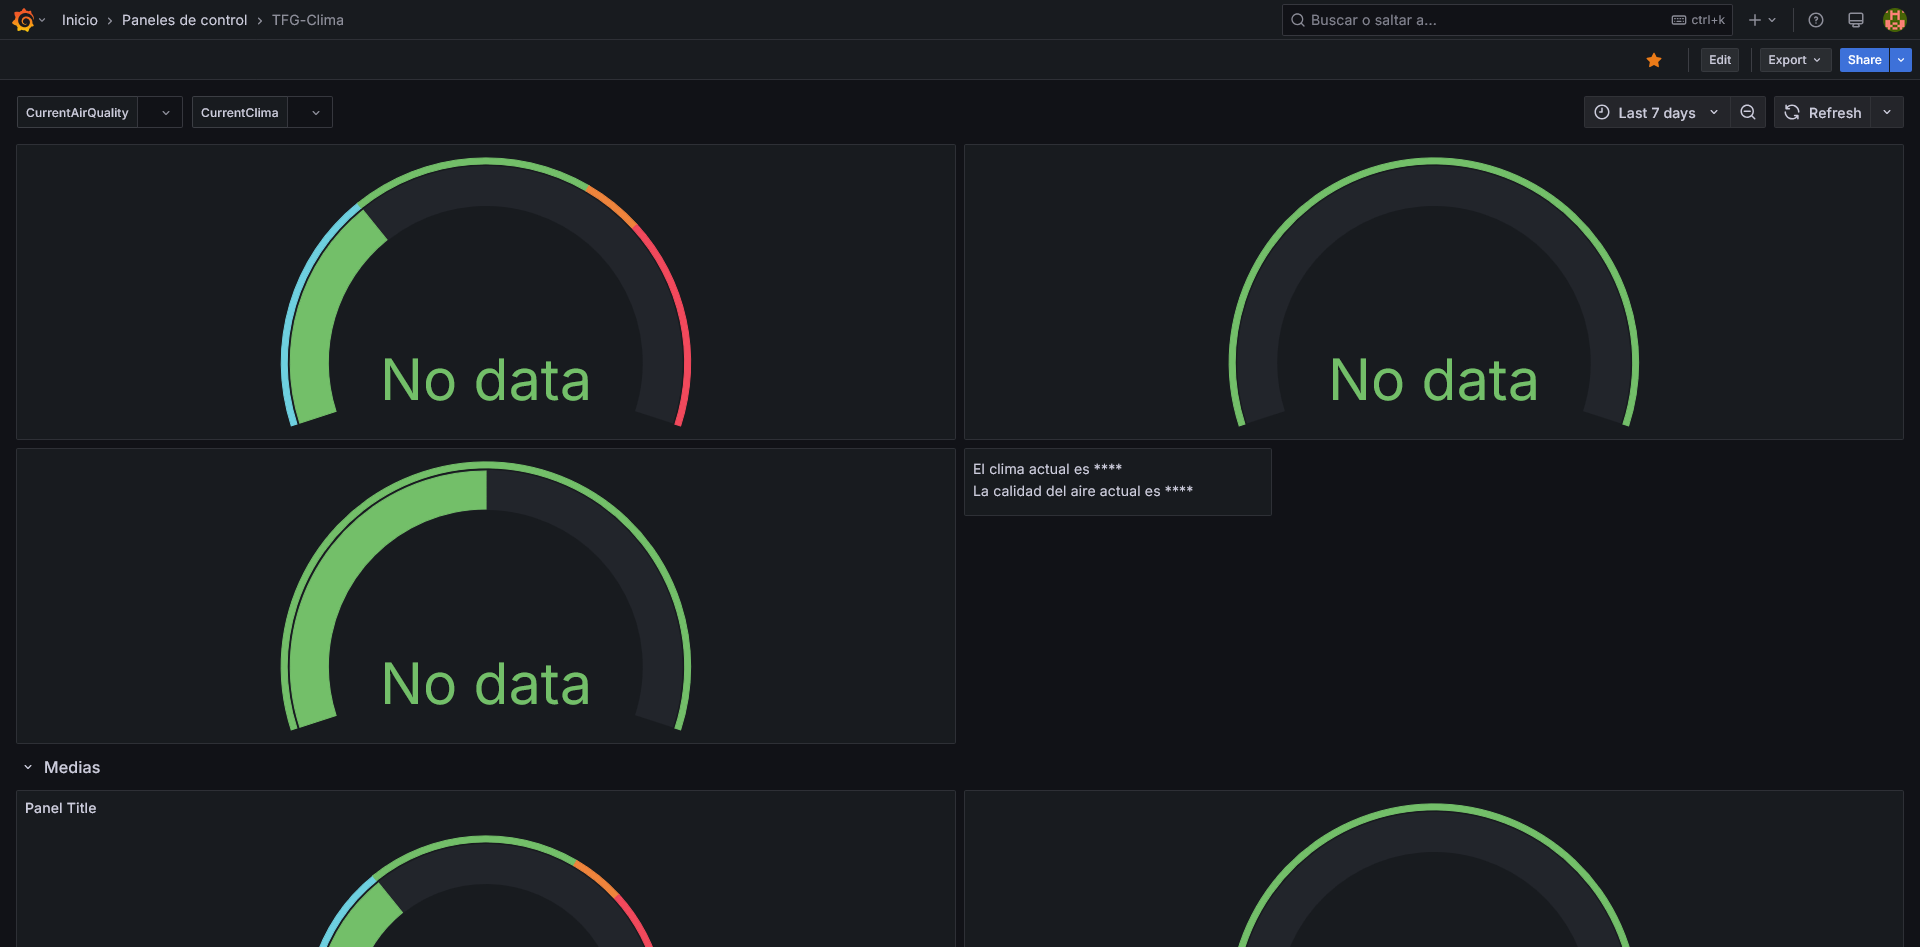 Inicio › Paneles de control › TFG-Clima
Buscar o saltar a...
ctrl+k
Edit
Export
Share
CurrentAirQuality
CurrentClima
Last 7 days
Refresh
No data
No data
No data
El clima actual es ****
La calidad del aire actual es ****
Medias
Panel Title